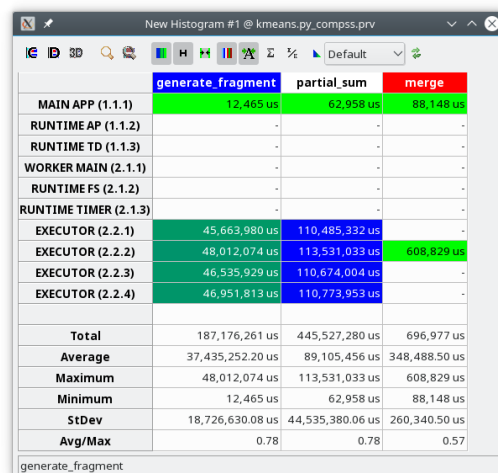 New Histogram #1 @ kmeans.py_compss.prv
3D H A Σ ½ Default
generate_fragment partial_sum merge
MAIN APP (1.1.1) 12,465 us 62,958 us 88,148 us
RUNTIME AP (1.1.2) - - -
RUNTIME TD (1.1.3) - - -
WORKER MAIN (2.1.1) - - -
RUNTIME FS (2.1.2) - - -
RUNTIME TIMER (2.1.3) - - -
EXECUTOR (2.2.1) 45,663,980 us 110,485,332 us -
EXECUTOR (2.2.2) 48,012,074 us 113,531,033 us 608,829 us
EXECUTOR (2.2.3) 46,535,929 us 110,674,004 us -
EXECUTOR (2.2.4) 46,951,813 us 110,773,953 us -
Total 187,176,261 us 445,527,280 us 696,977 us
Average 37,435,252.20 us 89,105,456 us 348,488.50 us
Maximum 48,012,074 us 113,531,033 us 608,829 us
Minimum 12,465 us 62,958 us 88,148 us
StDev 18,726,630.08 us 44,535,380.06 us 260,340.50 us
Avg/Max 0.78 0.78 0.57
generate_fragment